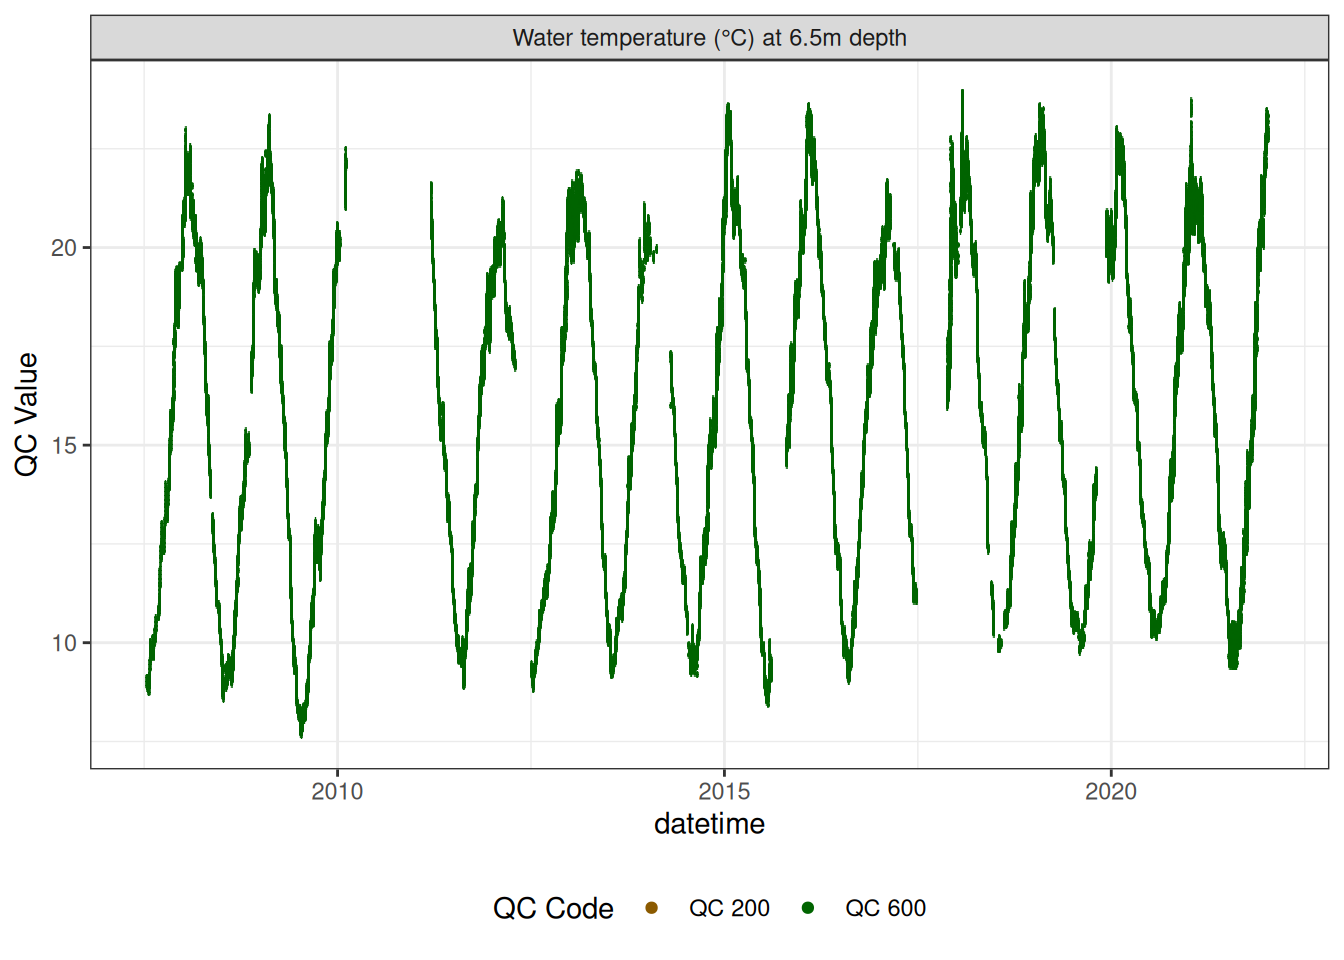 Water temperature (°C) at 6.5m depth
QC Value
20
15
10
2010 2015 2020
datetime
QC Code QC 200 QC 600